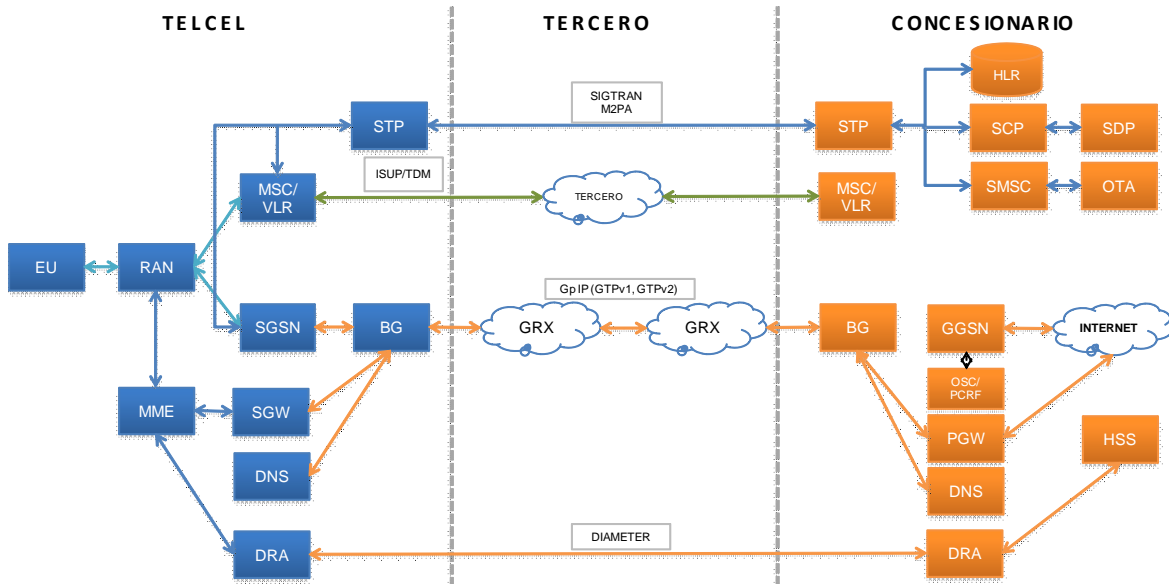 TELCEL
TERCERO
CONCESIONARIO
HLR
SIGTRAN
M2PA
STP
STP
SCP
SDP
ISUP/TDM
MSC/
VLR
TERCERO
MSC/
VLR
SMSC
OTA
EU
RAN
Gp IP (GTPv1, GTPv2)
SGSN
BG
GRX
GRX
BG
GGSN
INTERNET
OSC/
PCRF
MME
SGW
PGW
HSS
DNS
DNS
DIAMETER
DRA
DRA